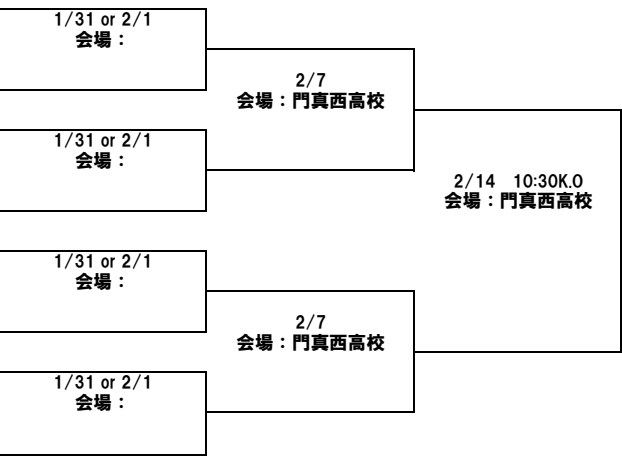 1/31 or 2/1
会場：
2/7
会場：門真西高校
1/31 or 2/1
会場：
2/14　10:30K.O
会場：門真西高校
1/31 or 2/1
会場：
2/7
会場：門真西高校
1/31 or 2/1
会場：